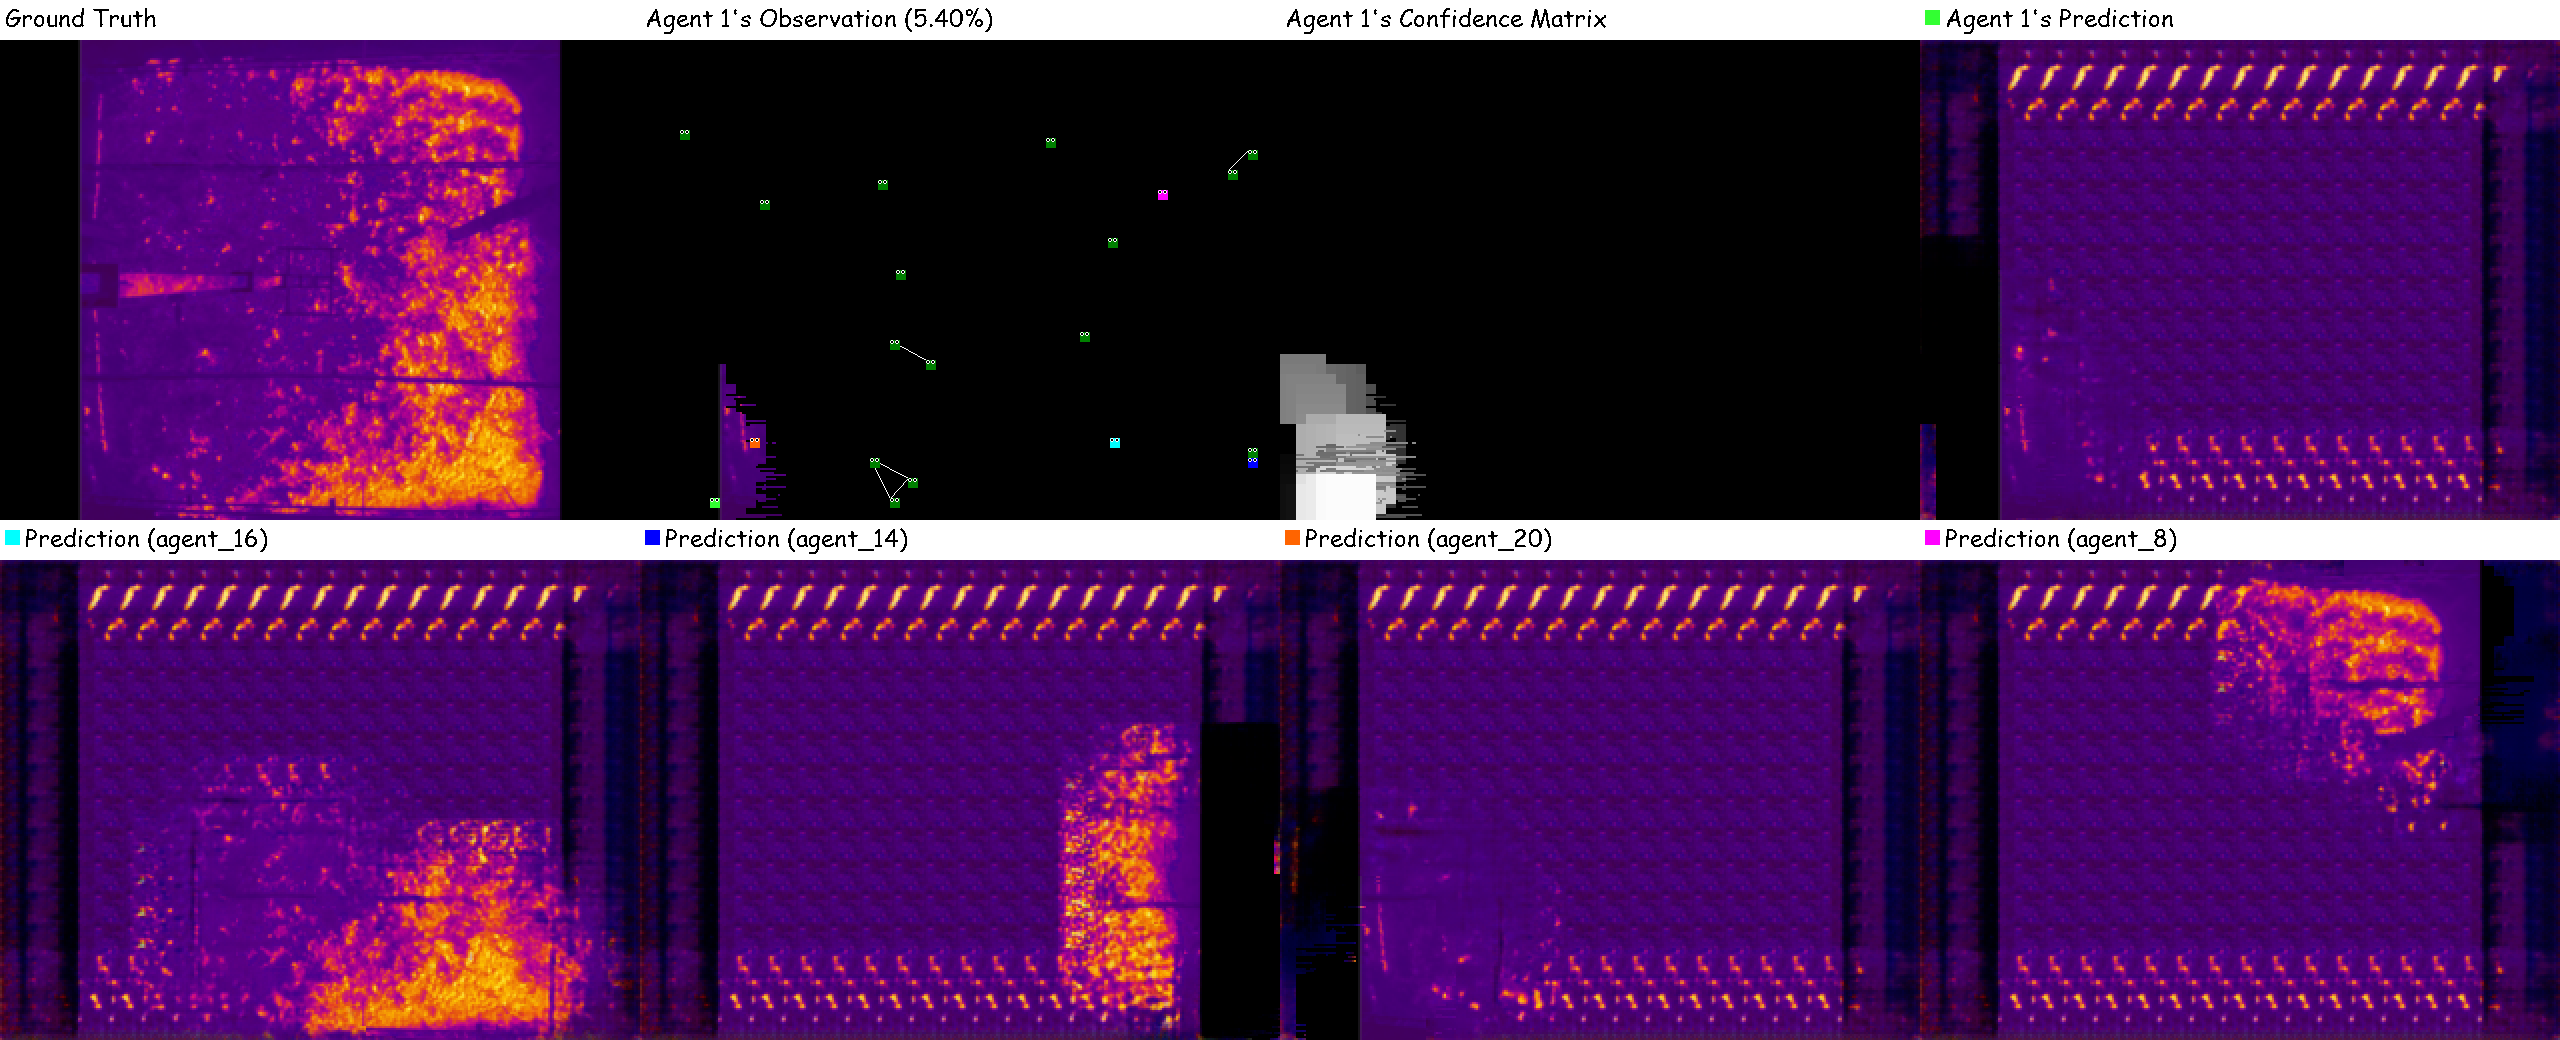 Ground Truth
Agent 1's Observation (5.40%)
Agent 1's Confidence Matrix
Agent 1's Prediction
Prediction (agent_16)
Prediction (agent_14)
Prediction (agent_20)
Prediction (agent_8)